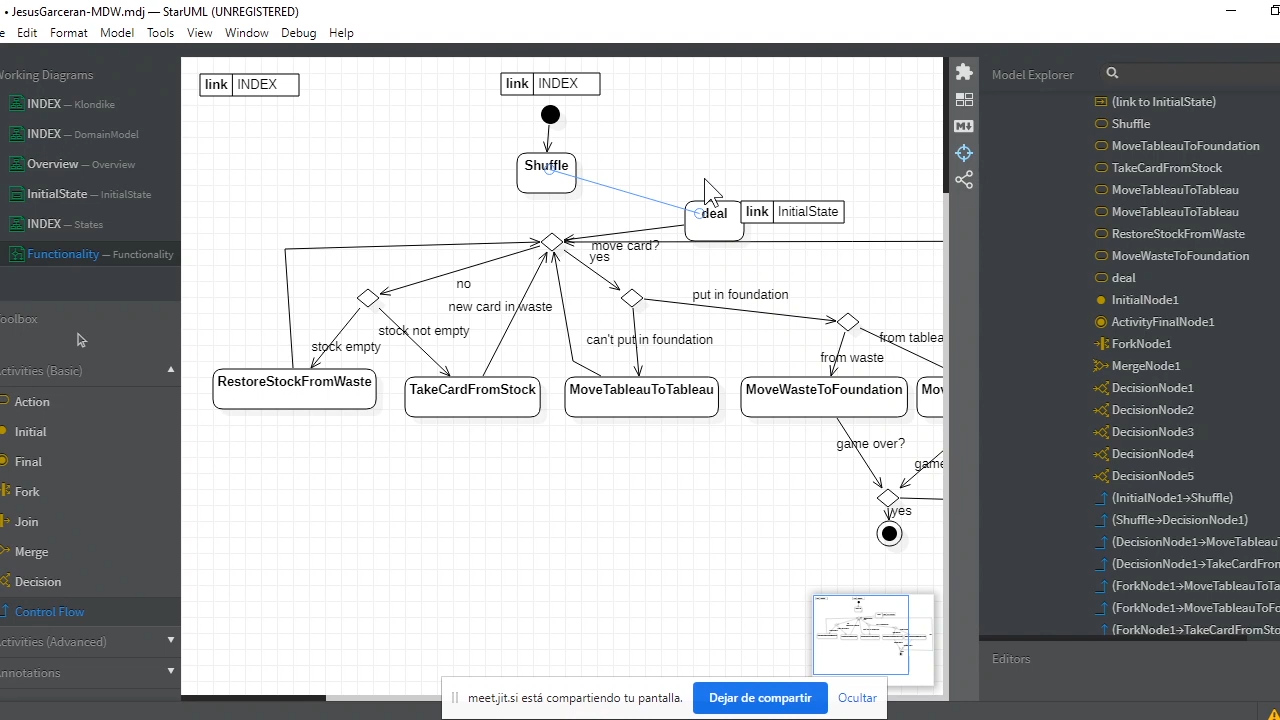 • JesusGarceran-MDW.mdj — StarUML (UNREGISTERED)
Edit Format Model Tools View Window Debug Help
Working Diagrams
INDEX — Klondike
INDEX — DomainModel
Overview — Overview
InitialState — InitialState
INDEX — States
Functionality — Functionality
Toolbox
Activities (Basic)
Action
Initial
Final
Fork
Join
Merge
Decision
Control Flow
Activities (Advanced)
Annotations
link INDEX
link INDEX
Shuffle
deal
link InitialState
move card?
yes
no
new card in waste
put in foundation
stock not empty
stock empty
can't put in foundation
from tablea
from waste
RestoreStockFromWaste
TakeCardFromStock
MoveTableauToTableau
MoveWasteToFoundation
Mov
game over?
game
yes
meet.jit.si está compartiendo tu pantalla.
Dejar de compartir
Ocultar
Model Explorer
(link to InitialState)
Shuffle
MoveTableauToFoundation
TakeCardFromStock
MoveTableauToTableau
MoveTableauToTableau
RestoreStockFromWaste
MoveWasteToFoundation
deal
InitialNode1
ActivityFinalNode1
ForkNode1
MergeNode1
DecisionNode1
DecisionNode2
DecisionNode3
DecisionNode4
DecisionNode5
(InitialNode1→Shuffle)
(Shuffle→DecisionNode1)
(DecisionNode1→MoveTableauT
(DecisionNode1→TakeCardFrom
(ForkNode1→MoveTableauToTa
(ForkNode1→MoveTableauToFo
(ForkNode1→TakeCardFromSto
Editors